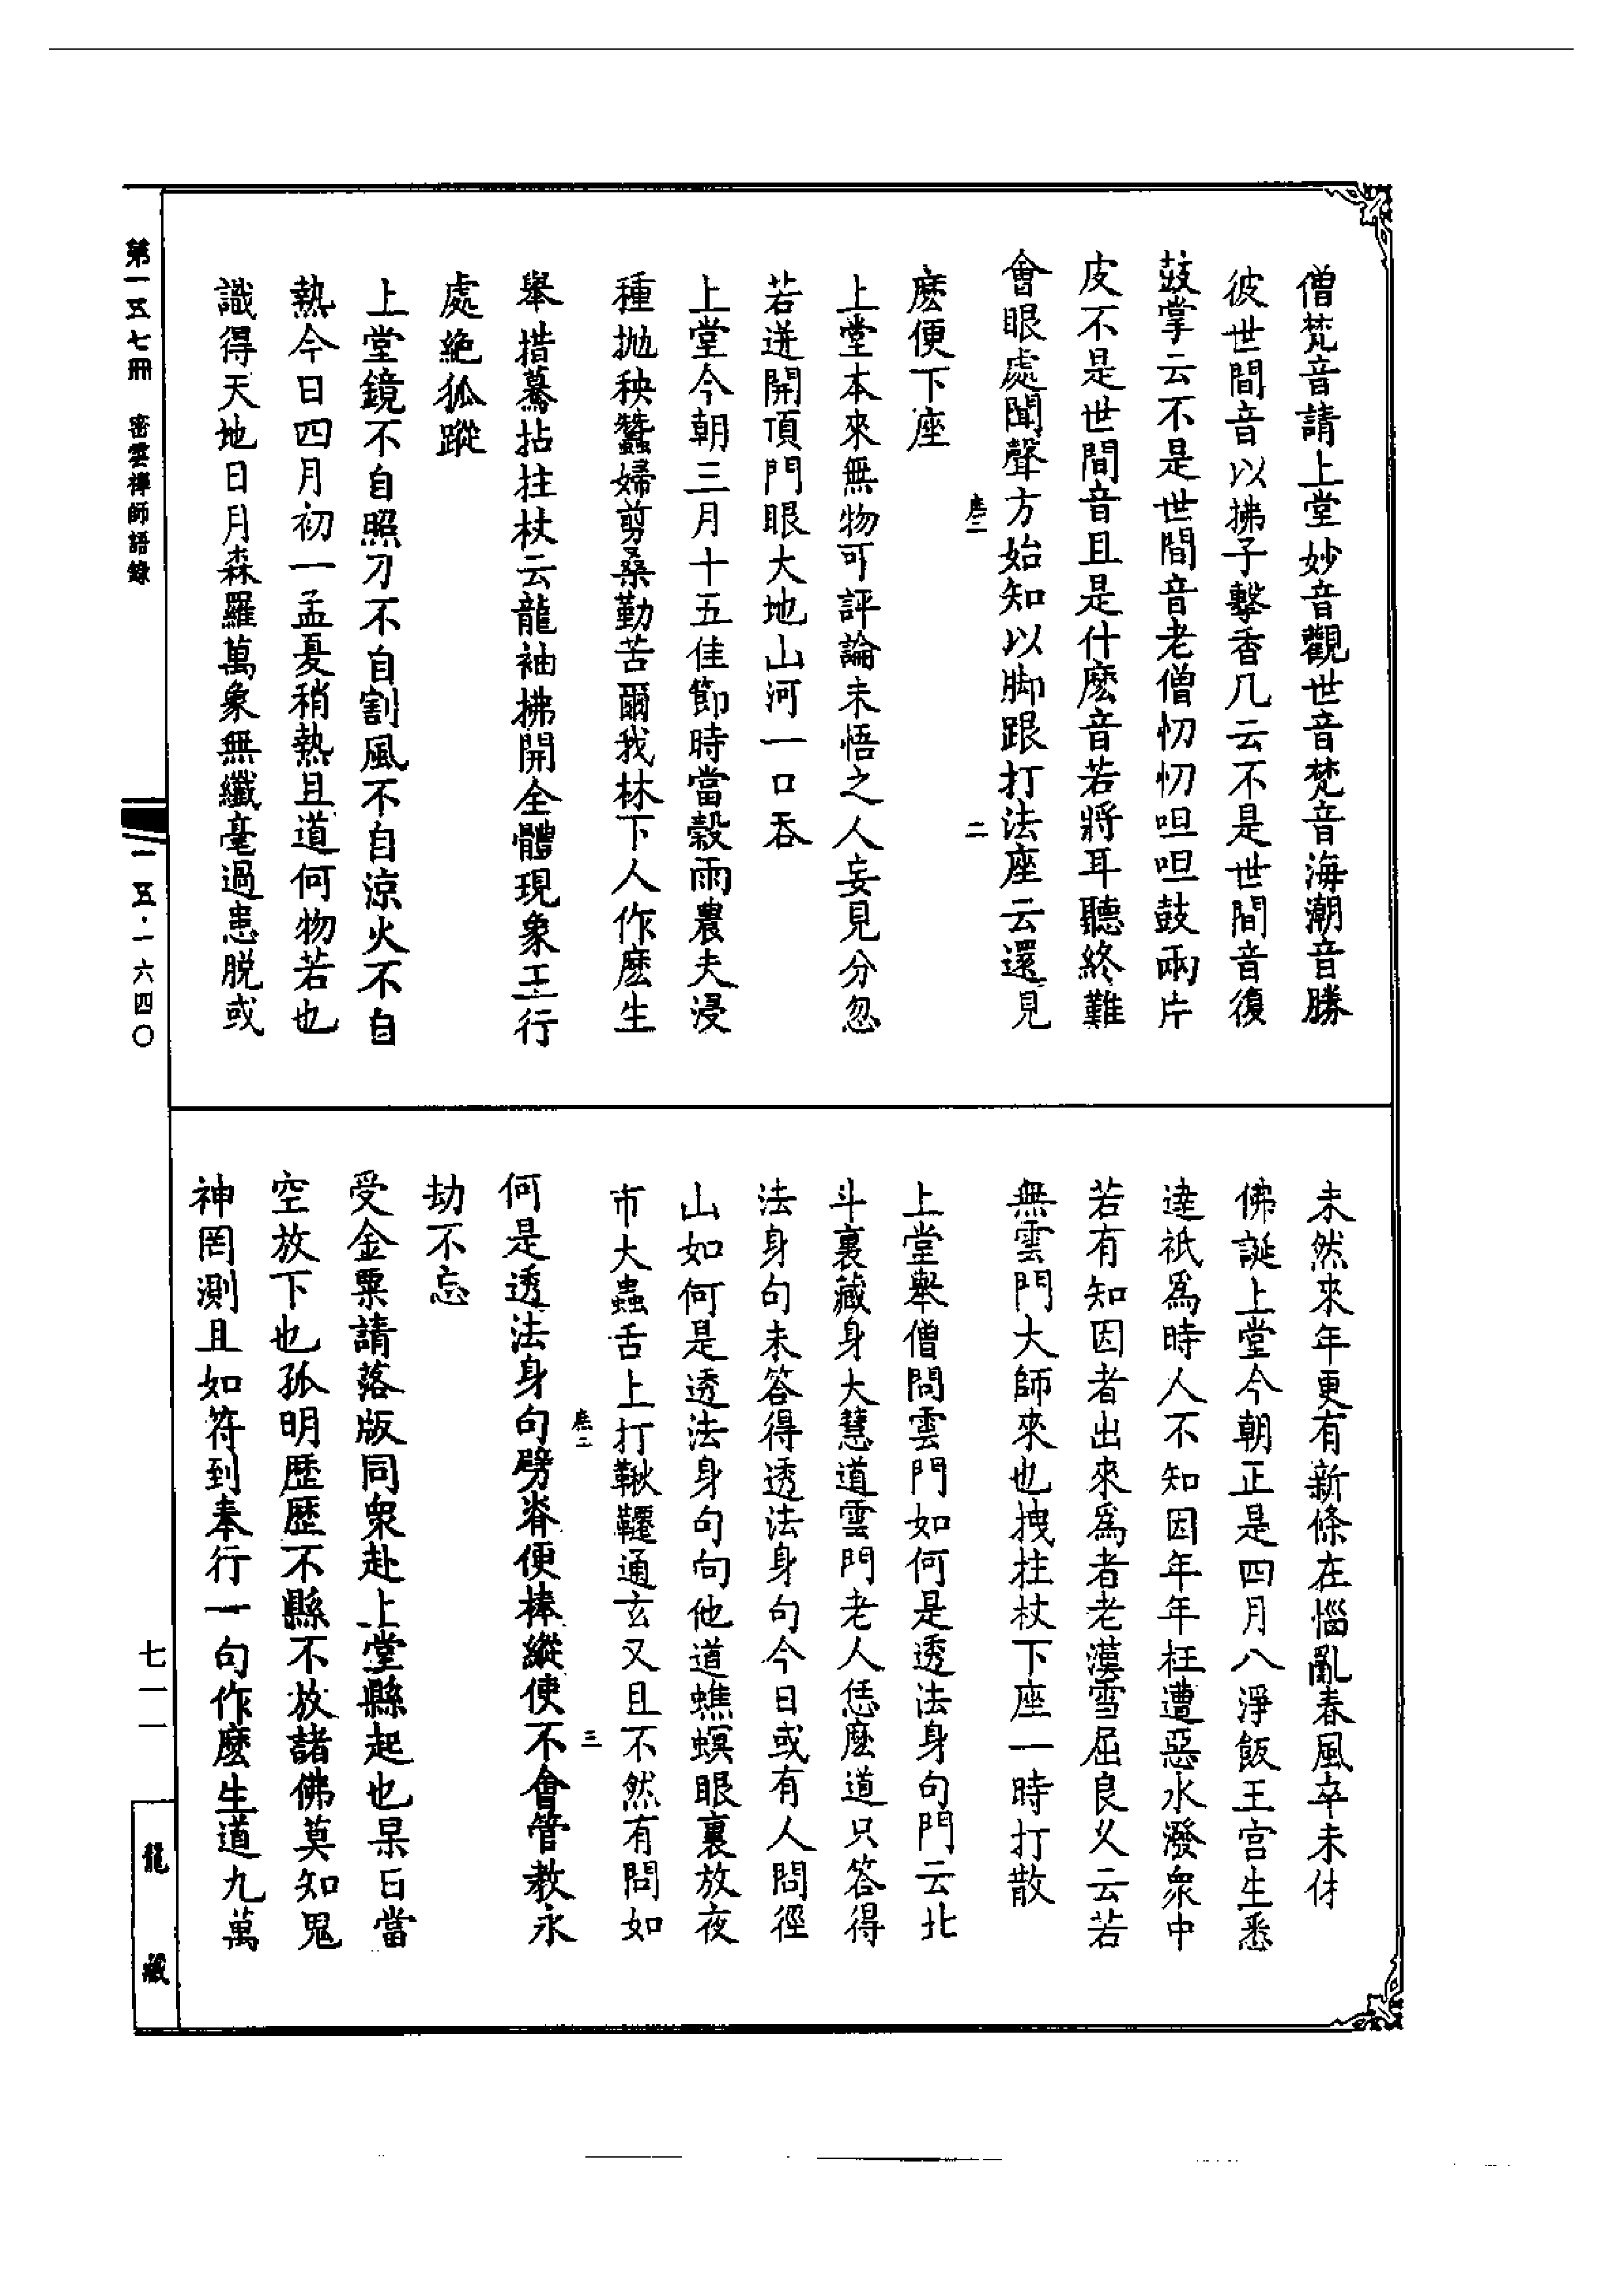 僧梵音請上堂妙音觀世音梵音海潮音勝
彼世間音以拂子擊香几云不是世間音復
鼓掌云不是世間音老僧忉忉呾呾鼓兩片
皮不是世間音且是什麽音若將耳聽終難
會眼處聞聲方始知以脚跟打法座云還見
二
麽便下座
上堂本來無物可評論未悟之人妄見分忽
若迸開頂門眼大地山河一口吞
上堂今朝三月十五佳節時當穀雨農夫浸
種拋秧蠶婦剪桑勤苦爾我林下人作麽生
舉措驀拈拄杖云龍袖拂開全體現象王行
處絶狐蹤
上堂鏡不自照刀不自割風不自涼火不自
熱今日四月初一孟夏稍熱且道何物若也
識得天地日月森羅萬象無纖毫過患脱或
未然來年更有新條在惱亂春風卒未休
佛誕上堂今朝正是四月八淨飯王宮生悉
達祇爲時人不知因年年枉遭惡水潑衆中
若有知因者出來爲者老漢雪屈良乆云若
無雲門大師來也拽拄杖下座一時打散
上堂舉僧問雲門如何是透法身句門云北
斗裏藏身大慧道雲門老人恁麽道只答得
法身句未答得透法身句今日或有人問徑
山如何是透法身句向他道蟭螟眼裏放夜
市大蟲舌上打鞦韆通玄又且不然有問如
三
何是透法身句劈脊便棒縱使不會管教永
劫不忘
受金粟請落版同衆赴上堂縣起也杲日當
空放下也孤明歷歷不縣不放諸佛莫知鬼
神罔測且如符到奉行一句作麽生道九萬
第一五七冊　密雲禪師語錄
一五·一六四〇
七一一
龍藏